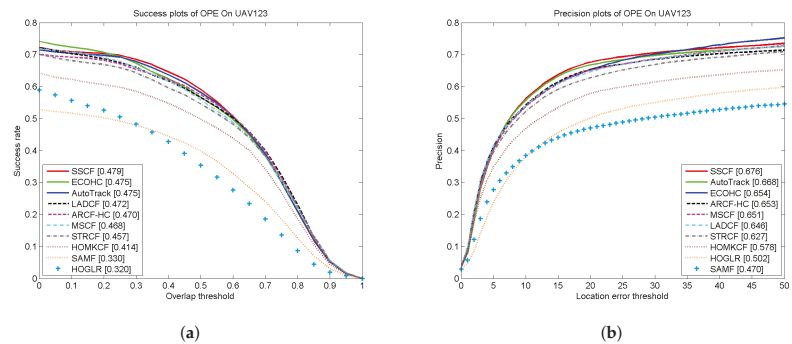 Success plots of OPE On UAV123
0.8
0.7
0.6
0.5
0.4
0.3
0.2
0.1
0
Success rate
SSCF [0.479]
ECOHC [0.475]
AutoTrack [0.475]
LADCF [0.472]
ARCF-HC [0.470]
MSCF [0.468]
STRCF [0.457]
HOMKCF [0.414]
SAMF [0.330]
HOGLR [0.320]
0 0.1 0.2 0.3 0.4 0.5 0.6 0.7 0.8 0.9 1
Overlap threshold
(a)
Precision plots of OPE On UAV123
0.8
0.7
0.6
0.5
0.4
0.3
0.2
0.1
0
Precision
SSCF [0.676]
AutoTrack [0.668]
ECOHC [0.654]
ARCF-HC [0.653]
MSCF [0.651]
LADCF [0.646]
STRCF [0.627]
HOMKCF [0.578]
HOGLR [0.502]
SAMF [0.470]
0 5 10 15 20 25 30 35 40 45 50
Location error threshold
(b)